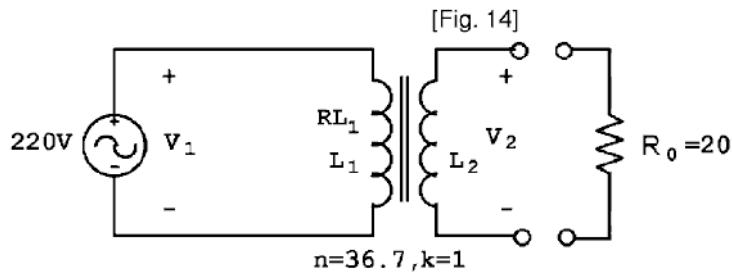 [Fig. 14]
+
+
220V
+
-
V₁
RL₁
L₁
L₂
V₂
R₀=20
-
-
n=36.7,k=1